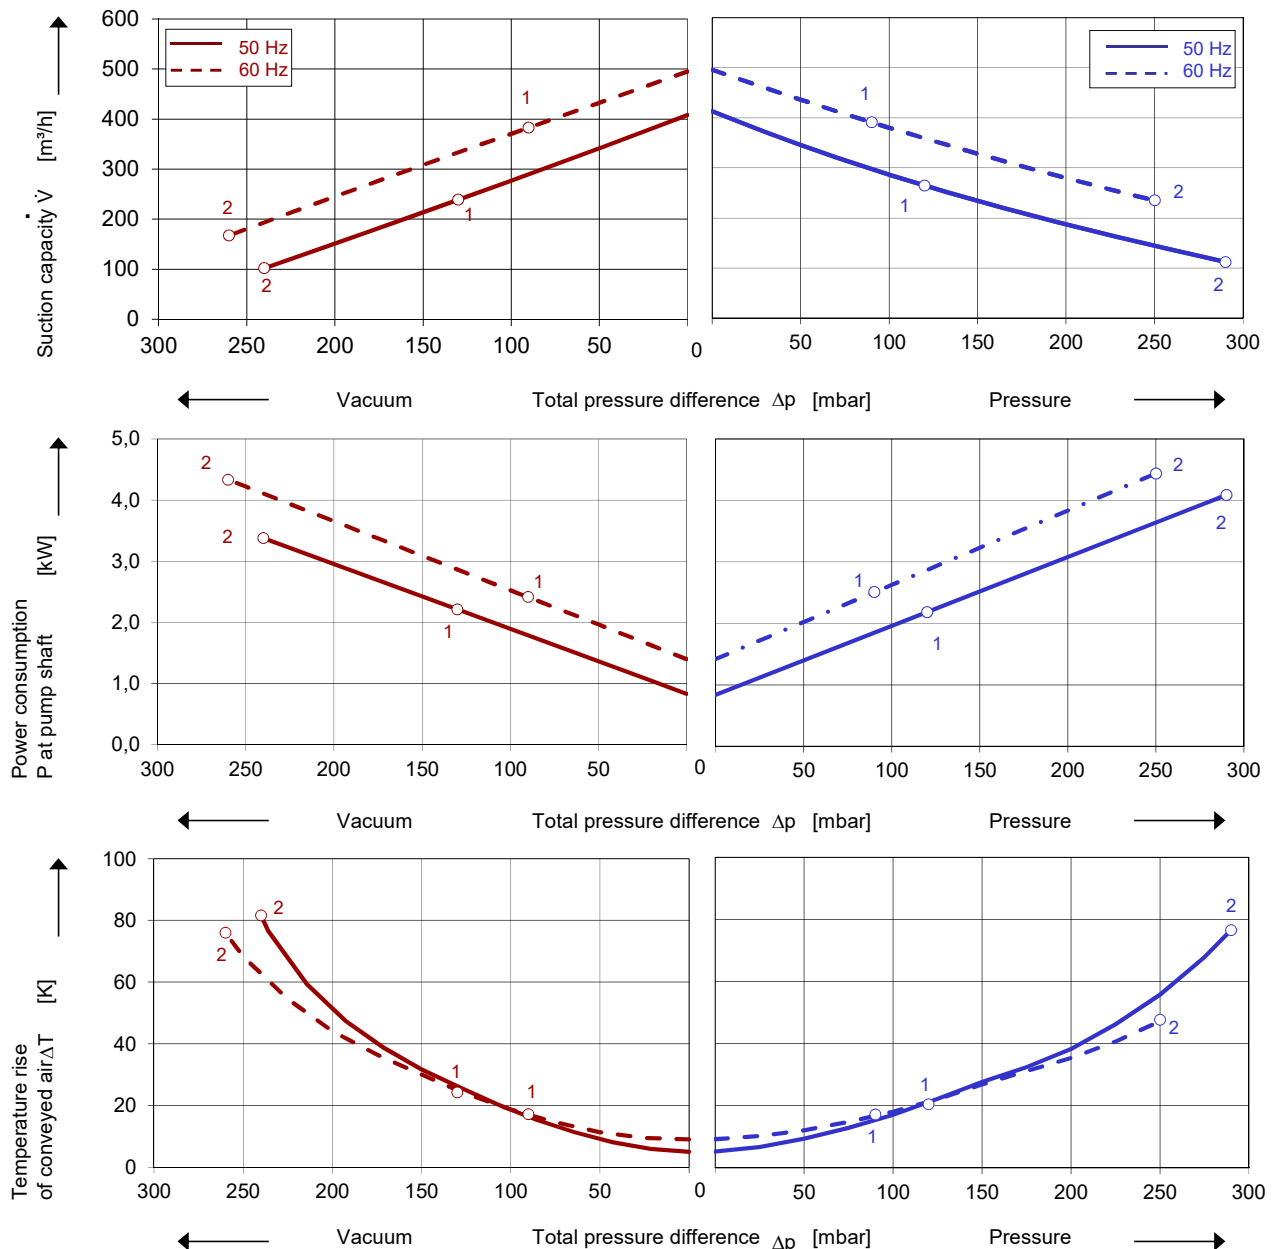 Suction capacity V̇ [m³/h]
600
500
400
300
200
100
0
50 Hz
60 Hz
1
2
1
2
300 250 200 150 100 50 0
50 Hz
60 Hz
1
2
1
2
50 100 150 200 250 300
Vacuum Total pressure difference Δp [mbar] Pressure
Power consumption
P at pump shaft [kW]
5,0
4,0
3,0
2,0
1,0
0,0
2
2
1
1
300 250 200 150 100 50 0
2
1
2
1
50 100 150 200 250 300
Vacuum Total pressure difference Δp [mbar] Pressure
Temperature rise
of conveyed air ΔT [K]
100
80
60
40
20
0
2
2
1
1
300 250 200 150 100 50 0
2
2
1
1
50 100 150 200 250 300
Vacuum Total pressure difference Δp [mbar] Pressure